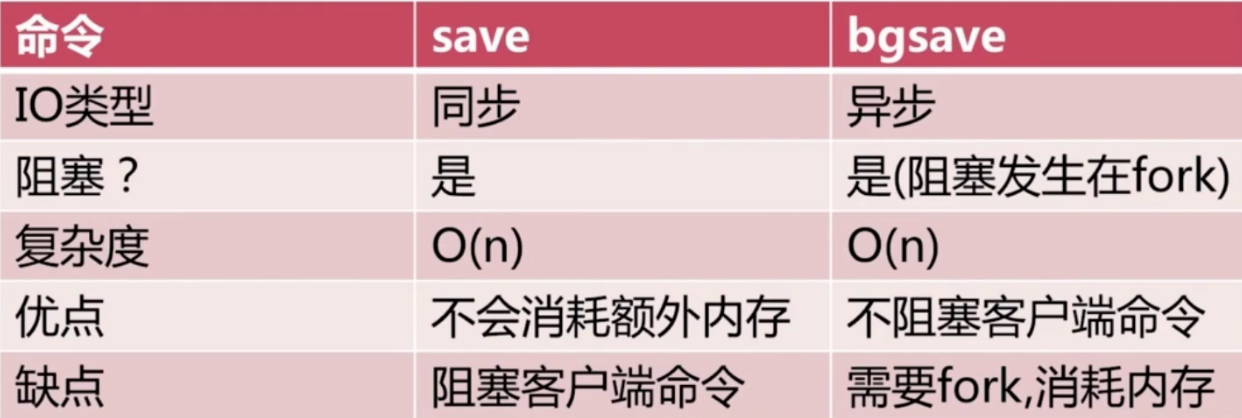 命令 save bgsave
IO类型 同步 异步
阻塞？ 是 是(阻塞发生在fork)
复杂度 O(n) O(n)
优点 不会消耗额外内存 不阻塞客户端命令
缺点 阻塞客户端命令 需要fork,消耗内存